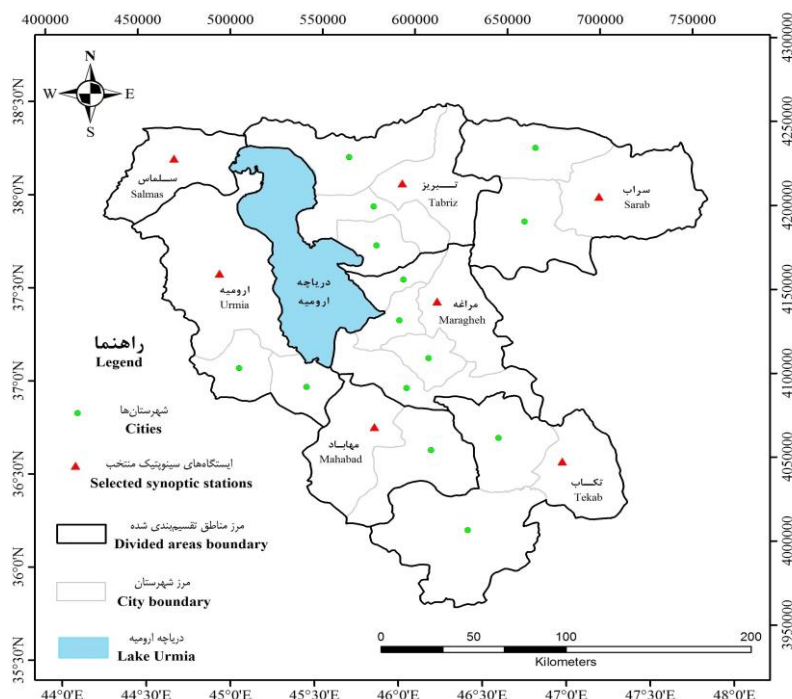 400000 450000 500000 550000 600000 650000 700000 750000
N
W E
S
38°30'N
38°0'N
37°30'N
37°0'N
36°30'N
36°0'N
35°30'N
4300000
4250000
4200000
4150000
4100000
4050000
4000000
3950000
سلماس
Salmas
تبریز
Tabriz
سراب
Sarab
ارومیه
Urmia
دریاچه
ارومیه
مراغه
Maragheh
مهاباد
Mahabad
تکاب
Tekab
راهنما
Legend
شهرستان‌ها
Cities
ایستگاه‌های سینوپتیک منتخب
Selected synoptic stations
مرز مناطق تقسیم‌بندی شده
Divided areas boundary
مرز شهرستان
City boundary
دریاچه ارومیه
Lake Urmia
0 50 100 200
Kilometers
44°0'E 44°30'E 45°0'E 45°30'E 46°0'E 46°30'E 47°0'E 47°30'E 48°0'E